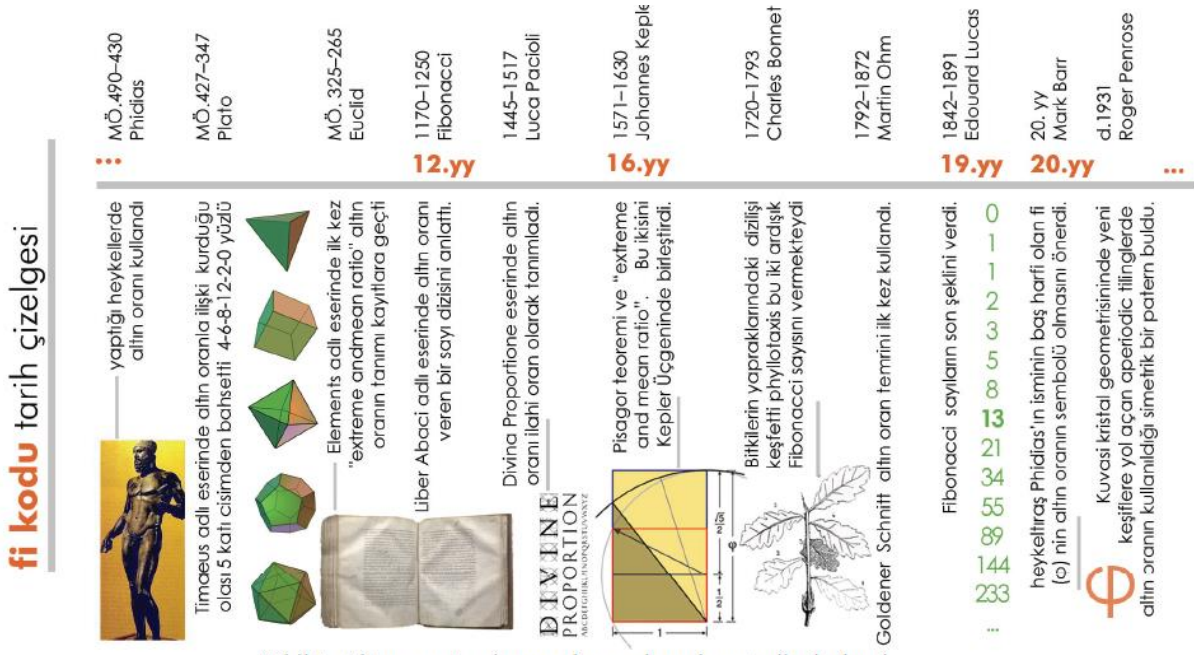 fi kodu tarih çizelgesi
...
MÖ.490–430
Phidias
yaptığı heykellerde
altın oranı kullandı
MÖ.427–347
Plato
Timaeus adlı eserinde altın oranla ilişki kurduğu
olası 5 katı cisimden bahsetti 4-6-8-12-2-0 yüzlü
MÖ. 325–265
Euclid
Elements adlı eserinde ilk kez
"extreme andmean ratio" altın
oranın tanımı kayıtlara geçti
12.yy
1170–1250
Fibonacci
Liber Abaci adlı eserinde altın oranı
veren bir sayı dizisini anlattı.
1445–1517
Luca Pacioli
Divina Proportione eserinde altın
oranı ilahi oran olarak tanımladı.
DIVINE
PROPORTION
ABCDEFGHIKLMNOPQRSTUVWXYZ
16.yy
1571–1630
Johannes Keple
Pisagor teoremi ve "extreme
and mean ratio". Bu ikisini
Kepler Üçgeninde birleştirdi.
1
1/2
√5/2
φ
1720–1793
Charles Bonnet
Bitkilerin yapraklarındaki dizilişi
keşfetti phyllotaxis bu iki ardışık
Fibonacci sayısını vermekteydi
1792–1872
Martin Ohm
Goldener Schnitt altın oran temrini ilk kez kullandı.
19.yy
1842–1891
Edouard Lucas
Fibonacci sayıların son şeklini verdi.
0
1
1
2
3
5
8
13
21
34
55
89
144
233
...
20.yy
20. yy
Mark Barr
heykeltıraş Phidias'ın isminin baş harfi olan fi
(o) nin altın oranın sembolü olmasını önerdi.
φ
d.1931
Roger Penrose
Kuvasi kristal geometrisininde yeni
keşiflere yol açan aperiodic tilinglerde
altın oranın kullanıldığı simetrik bir patern buldu.
...